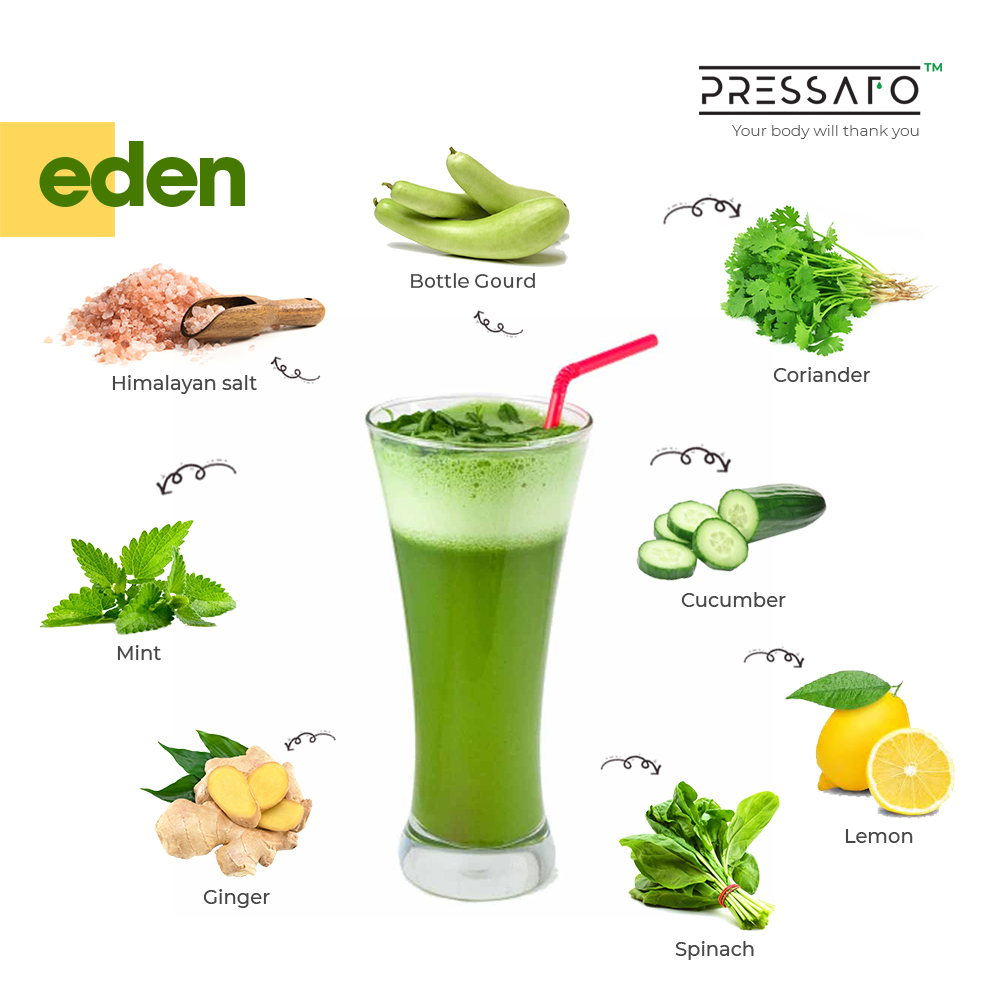 PRESSATO™
Your body will thank you
eden
Bottle Gourd
Himalayan salt
Coriander
Mint
Cucumber
Ginger
Lemon
Spinach